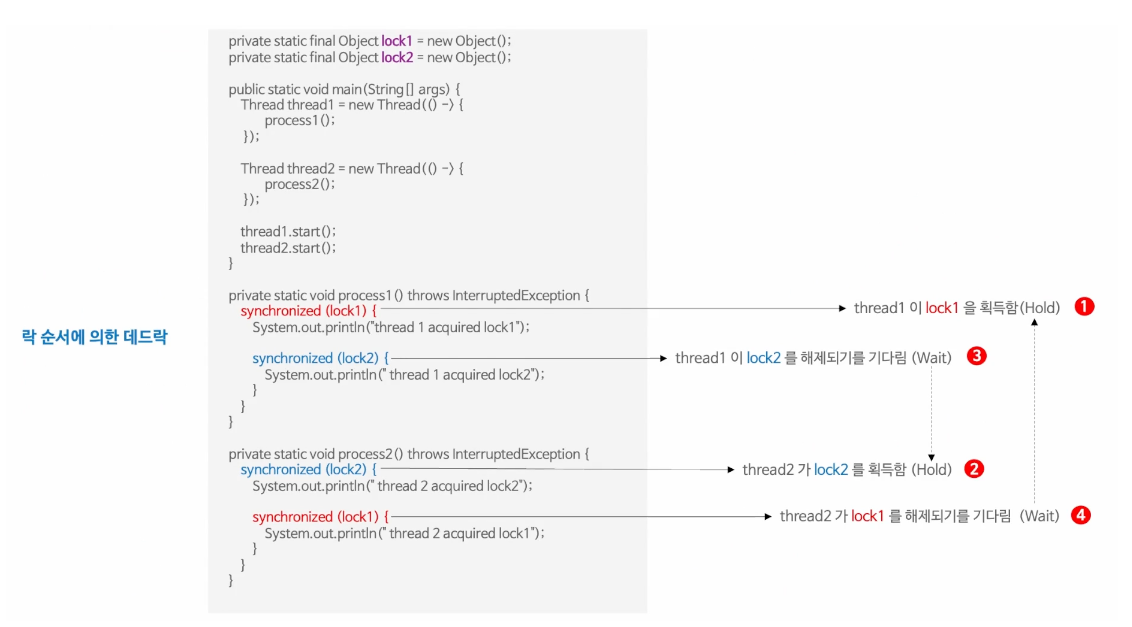 private static final Object lock1 = new Object();
private static final Object lock2 = new Object();
public static void main(String[] args) {
Thread thread1 = new Thread(() -> {
process1();
});
Thread thread2 = new Thread(() -> {
process2();
});
thread1.start();
thread2.start();
}
private static void process1() throws InterruptedException {
synchronized (lock1) {
thread1 이 lock1 을 획득함(Hold) 1
System.out.println("thread 1 acquired lock1");
락 순서에 의한 데드락
synchronized (lock2) {
thread1 이 lock2 를 해제되기를 기다림 (Wait) 3
System.out.println(" thread 1 acquired lock2");
}
}
}
private static void process2() throws InterruptedException {
synchronized (lock2) {
thread2 가 lock2 를 획득함 (Hold) 2
System.out.println(" thread 2 acquired lock2");
synchronized (lock1) {
thread2 가 lock1 를 해제되기를 기다림 (Wait) 4
System.out.println(" thread 2 acquired lock1");
}
}
}